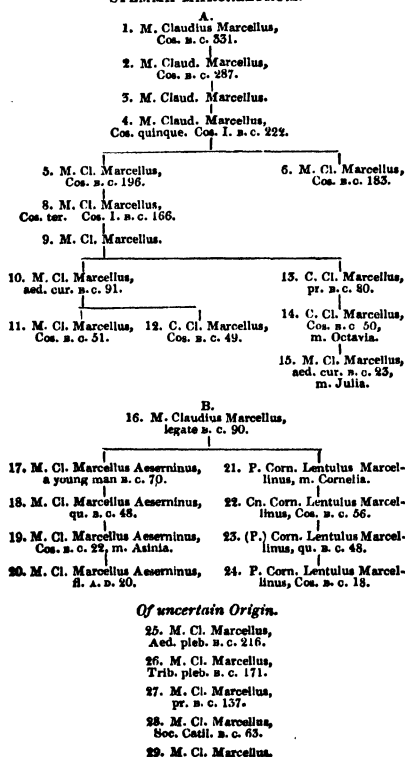 A.
1. M. Claudius Marcellus,
Cos. B. C. 331.
2. M. Claud. Marcellus,
Cos. B. C. 287.
3. M. Claud. Marcellus.
4. M. Claud. Marcellus,
Cos. quinque. Cos. I. B. C. 222.
5. M. Cl. Marcellus,
Cos. B. C. 196.
6. M. Cl. Marcellus,
Cos. B.C. 183.
8. M. Cl. Marcellus,
Cos. ter. Cos. I. B. C. 166.
9. M. Cl. Marcellus.
10. M. Cl. Marcellus,
aed. cur. B. C. 91.
13. C. Cl. Marcellus,
pr. B. C. 80.
11. M. Cl. Marcellus,
Cos. B. C. 51.
12. C. Cl. Marcellus,
Cos. B. C. 49.
14. C. Cl. Marcellus,
Cos. B. C. 50,
m. Octavia.
15. M. Cl. Marcellus,
aed. cur. B. C. 23,
m. Julia.
B.
16. M. Claudius Marcellus,
legate B. C. 90.
17. M. Cl. Marcellus Aeserninus,
a young man B. C. 70.
18. M. Cl. Marcellus Aeserninus,
qu. B. C. 48.
19. M. Cl. Marcellus Aeserninus,
Cos. B. C. 22, m. Asinia.
20. M. Cl. Marcellus Aeserninus,
fl. A. D. 20.
21. P. Corn. Lentulus Marcel-
linus, m. Cornelia.
22. Cn. Corn. Lentulus Marcel-
linus, Cos. B. C. 56.
23. (P.) Corn. Lentulus Marcel-
linus, qu. B. C. 48.
24. P. Corn. Lentulus Marcel-
linus, Cos. B. C. 18.
Of uncertain Origin.
25. M. Cl. Marcellus,
Aed. pleb. B. C. 216.
26. M. Cl. Marcellus,
Trib. pleb. B. C. 171.
27. M. Cl. Marcellus,
pr. B. C. 137.
28. M. Cl. Marcellus,
Soc. Catil. B. C. 63.
29. M. Cl. Marcellus.